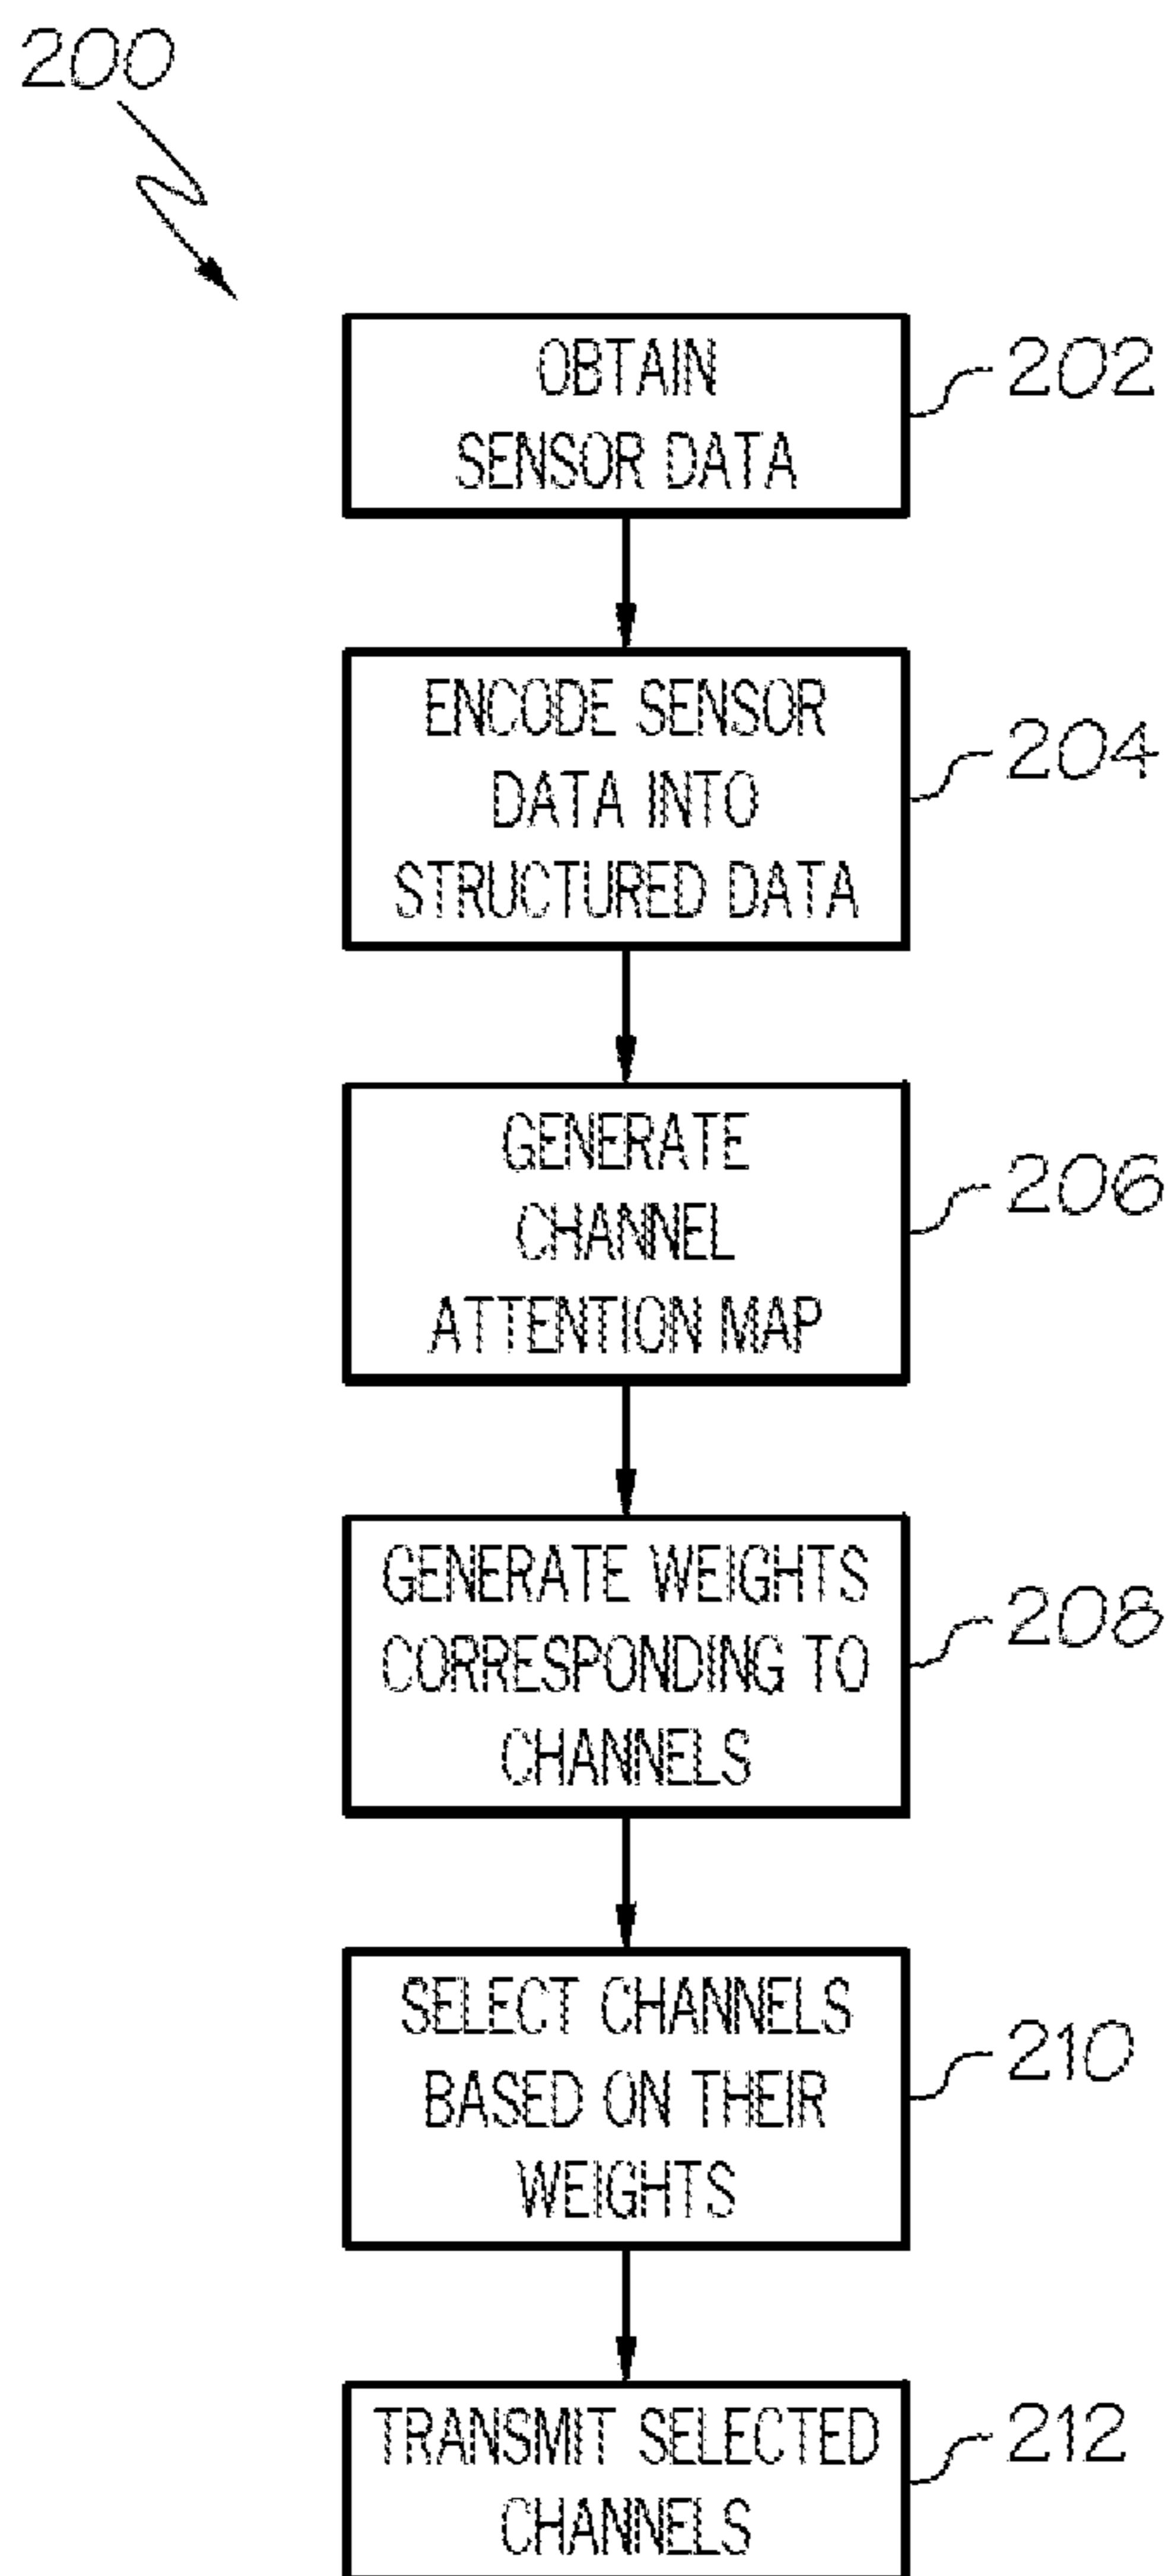 200
OBTAIN
SENSOR DATA
202
ENCODE SENSOR
DATA INTO
STRUCTURED DATA
204
GENERATE
CHANNEL
ATTENTION MAP
206
GENERATE WEIGHTS
CORRESPONDING TO
CHANNELS
208
SELECT CHANNELS
BASED ON THEIR
WEIGHTS
210
TRANSMIT SELECTED
CHANNELS
212